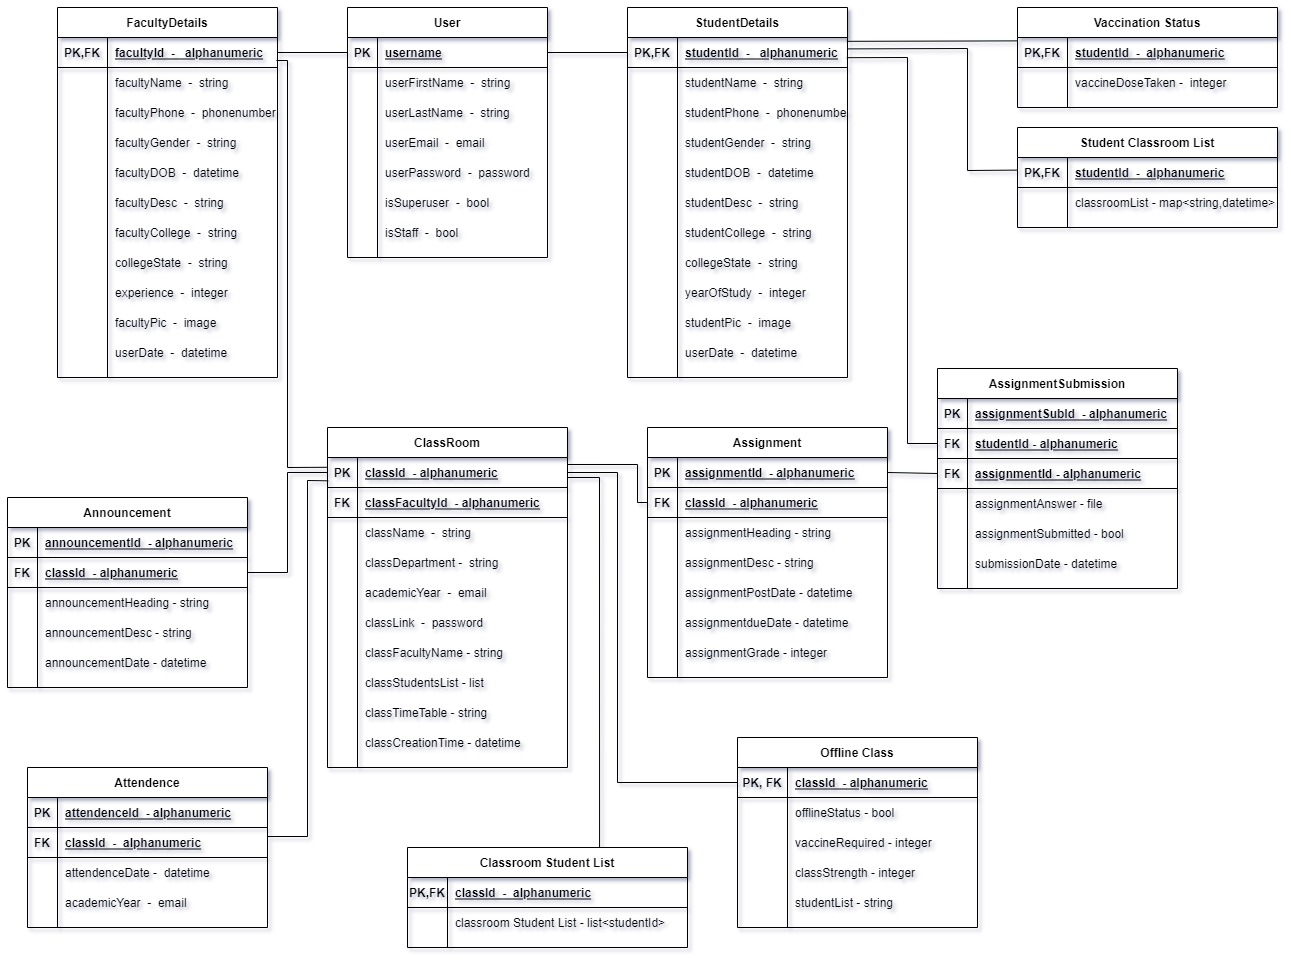 FacultyDetails
PK,FK facultyId - alphanumeric
facultyName - string
facultyPhone - phonenumber
facultyGender - string
facultyDOB - datetime
facultyDesc - string
facultyCollege - string
collegeState - string
experience - integer
facultyPic - image
userDate - datetime
User
PK username
userFirstName - string
userLastName - string
userEmail - email
userPassword - password
isSuperuser - bool
isStaff - bool
StudentDetails
PK,FK studentId - alphanumeric
studentName - string
studentPhone - phonenumbe
studentGender - string
studentDOB - datetime
studentDesc - string
studentCollege - string
collegeState - string
yearOfStudy - integer
studentPic - image
userDate - datetime
Vaccination Status
PK,FK studentId - alphanumeric
vaccineDoseTaken - integer
Student Classroom List
PK,FK studentId - alphanumeric
classroomList - map<string,datetime>
AssignmentSubmission
PK assignmentSubId - alphanumeric
FK studentId - alphanumeric
FK assignmentId - alphanumeric
assignmentAnswer - file
assignmentSubmitted - bool
submissionDate - datetime
ClassRoom
PK classId - alphanumeric
FK classFacultyId - alphanumeric
className - string
classDepartment - string
academicYear - email
classLink - password
classFacultyName - string
classStudentsList - list
classTimeTable - string
classCreationTime - datetime
Assignment
PK assignmentId - alphanumeric
FK classId - alphanumeric
assignmentHeading - string
assignmentDesc - string
assignmentPostDate - datetime
assignmentdueDate - datetime
assignmentGrade - integer
Announcement
PK announcementId - alphanumeric
FK classId - alphanumeric
announcementHeading - string
announcementDesc - string
announcementDate - datetime
Attendence
PK attendenceId - alphanumeric
FK classId - alphanumeric
attendenceDate - datetime
academicYear - email
Classroom Student List
PK,FK classId - alphanumeric
classroom Student List - list<studentId>
Offline Class
PK, FK classId - alphanumeric
offlineStatus - bool
vaccineRequired - integer
classStrength - integer
studentList - string